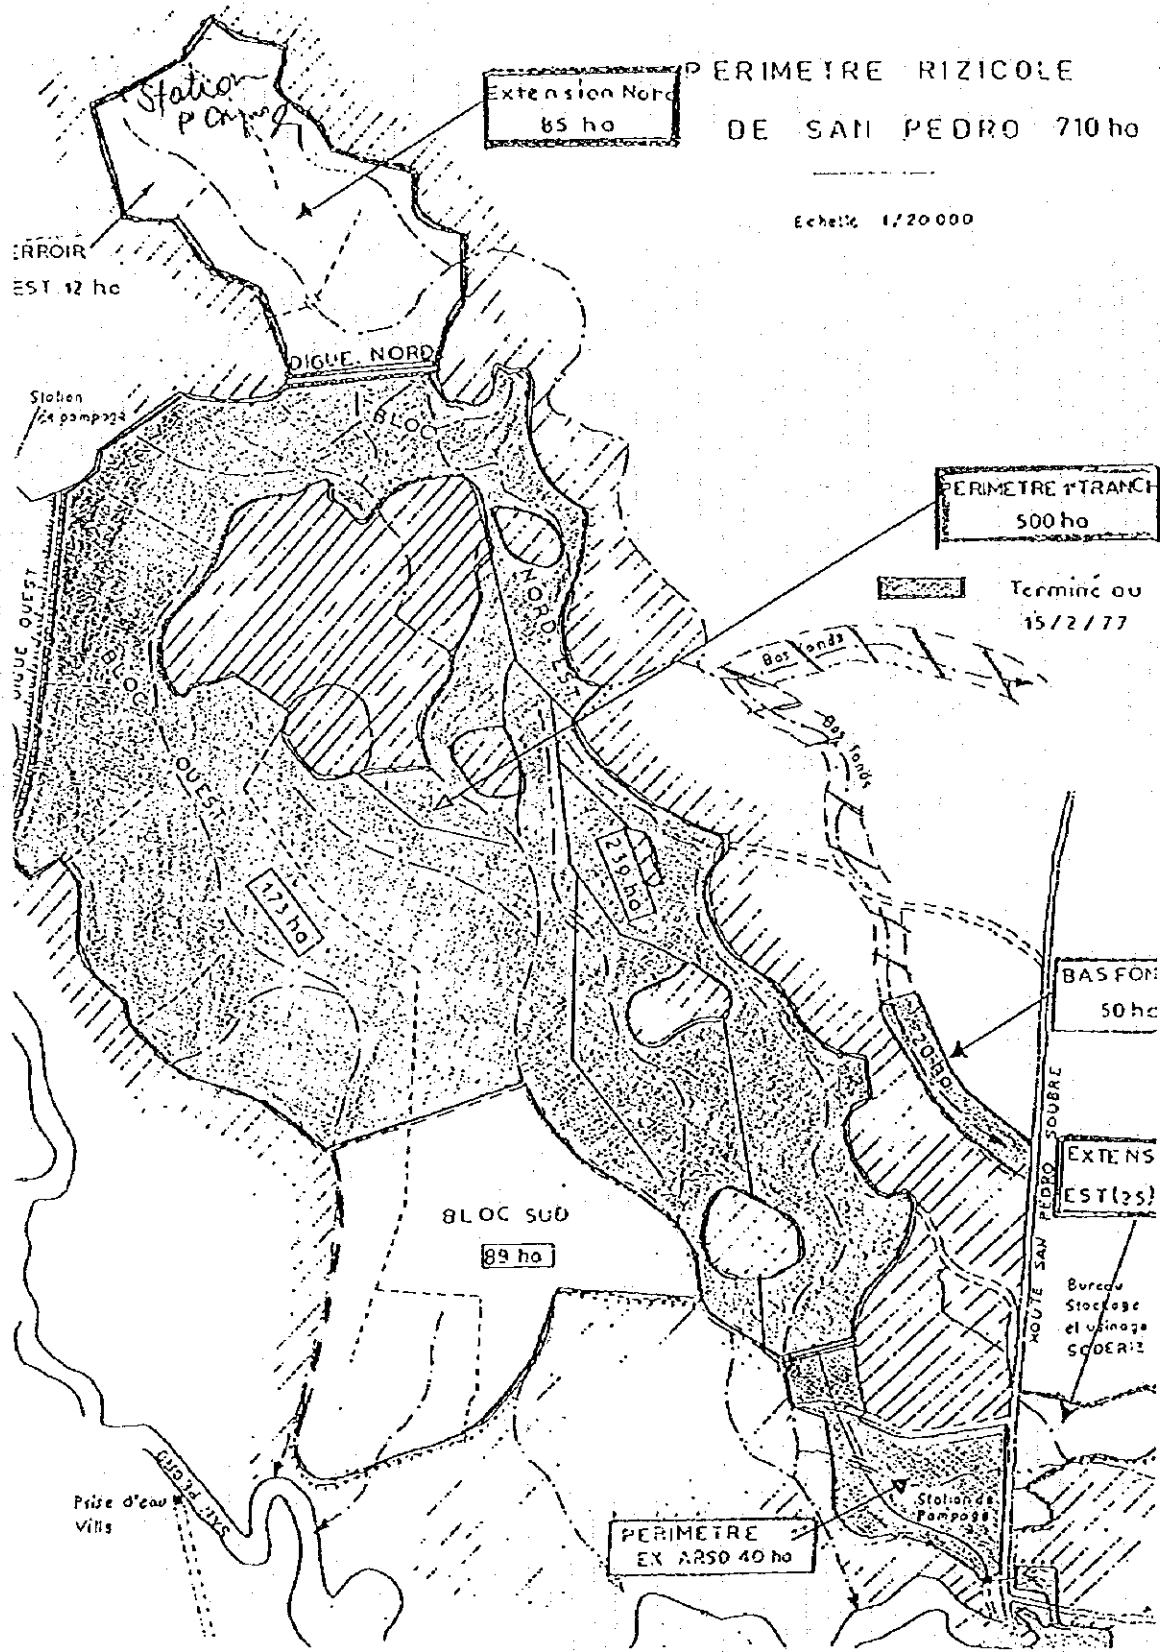 PERIMETRE RIZICOLE
DE SAN PEDRO 710 ha
Echelle 1/20000
Station
Extension Nord
85 ha
ERROIR
EST 12 ha
DIGUE NORD
Station
de pompage
BLOC
NORD EST
PERIMETRE 1e TRANCH
500 ha
Terminé au
15/2/77
DIGUE OUEST
BLOC
OUEST
Bas fonds
Bas fonds
239 ha
173 ha
BAS FON
50 ha
20 ha
ROUTE SAN PEDRO SOUBRE
EXTENS
EST (25)
BLOC SUD
89 ha
Bureau
Stockage
et usinage
SODERIZ
SAN PEDRO
Prise d'eau
Ville
PERIMETRE
EX ARSO 40 ha
Station de
Pompage